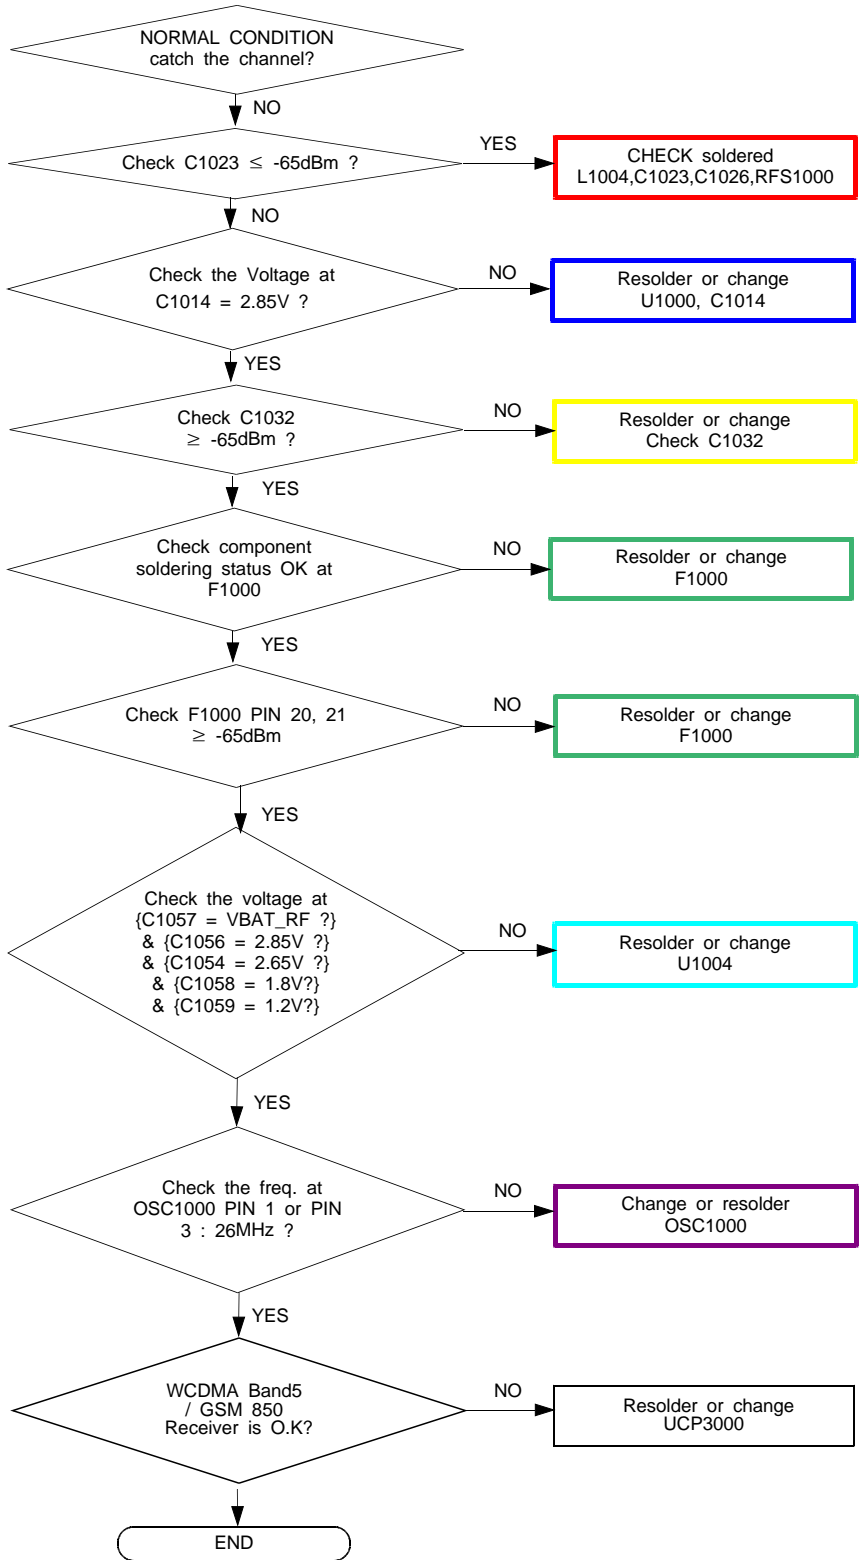 NORMAL CONDITION
catch the channel?
NO
Check C1023 ≤ -65dBm ?
YES
CHECK soldered
L1004,C1023,C1026,RFS1000
NO
Check the Voltage at
C1014 = 2.85V ?
NO
Resolder or change
U1000, C1014
YES
Check C1032
≥ -65dBm ?
NO
Resolder or change
Check C1032
YES
Check component
soldering status OK at
F1000
NO
Resolder or change
F1000
YES
Check F1000 PIN 20, 21
≥ -65dBm
NO
Resolder or change
F1000
YES
Check the voltage at
{C1057 = VBAT_RF ?}
& {C1056 = 2.85V ?}
& {C1054 = 2.65V ?}
& {C1058 = 1.8V?}
& {C1059 = 1.2V?}
NO
Resolder or change
U1004
YES
Check the freq. at
OSC1000 PIN 1 or PIN
3 : 26MHz ?
NO
Change or resolder
OSC1000
YES
WCDMA Band5
/ GSM 850
Receiver is O.K?
NO
Resolder or change
UCP3000
END